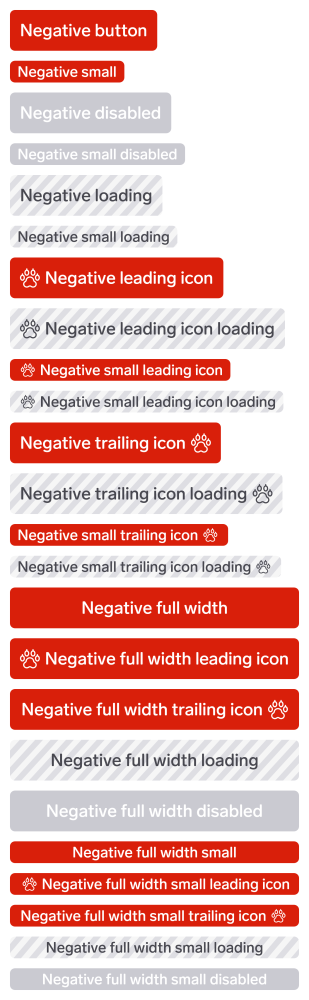 Negative button
Negative small
Negative disabled
Negative small disabled
Negative loading
Negative small loading
Negative leading icon
Negative leading icon loading
Negative small leading icon
Negative small leading icon loading
Negative trailing icon
Negative trailing icon loading
Negative small trailing icon
Negative small trailing icon loading
Negative full width
Negative full width leading icon
Negative full width trailing icon
Negative full width loading
Negative full width disabled
Negative full width small
Negative full width small leading icon
Negative full width small trailing icon
Negative full width small loading
Negative full width small disabled